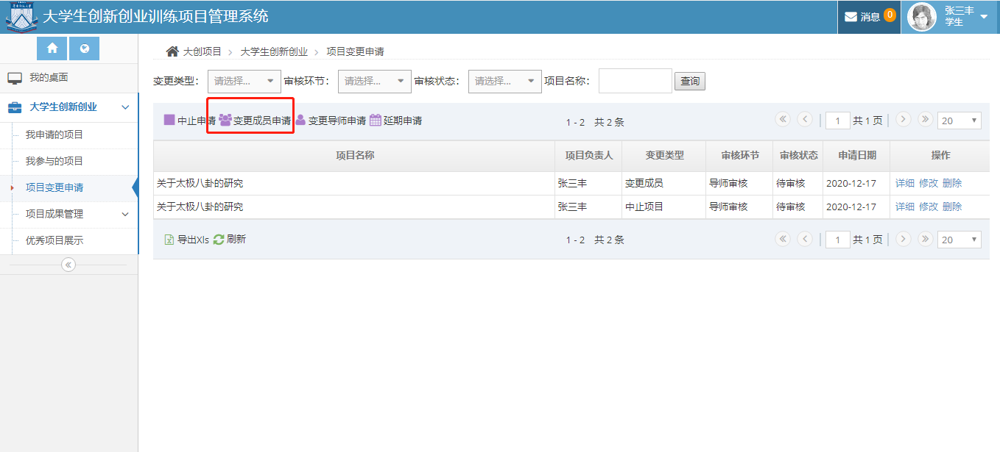 大学生创新创业训练项目管理系统
消息 0
张三丰
学生
我的桌面
大学生创新创业
我申请的项目
我参与的项目
项目变更申请
项目成果管理
优秀项目展示
大创项目 > 大学生创新创业 > 项目变更申请
变更类型: 请选择... 审核环节: 请选择... 审核状态: 请选择... 项目名称: 查询
中止申请 变更成员申请 变更导师申请 延期申请 1 - 2 共 2 条 1 共 1 页 20
项目名称 项目负责人 变更类型 审核环节 审核状态 申请日期 操作
关于太极八卦的研究 张三丰 变更成员 导师审核 待审核 2020-12-17 详细 修改 删除
关于太极八卦的研究 张三丰 中止项目 导师审核 待审核 2020-12-17 详细 修改 删除
导出Xls 刷新 1 - 2 共 2 条 1 共 1 页 20